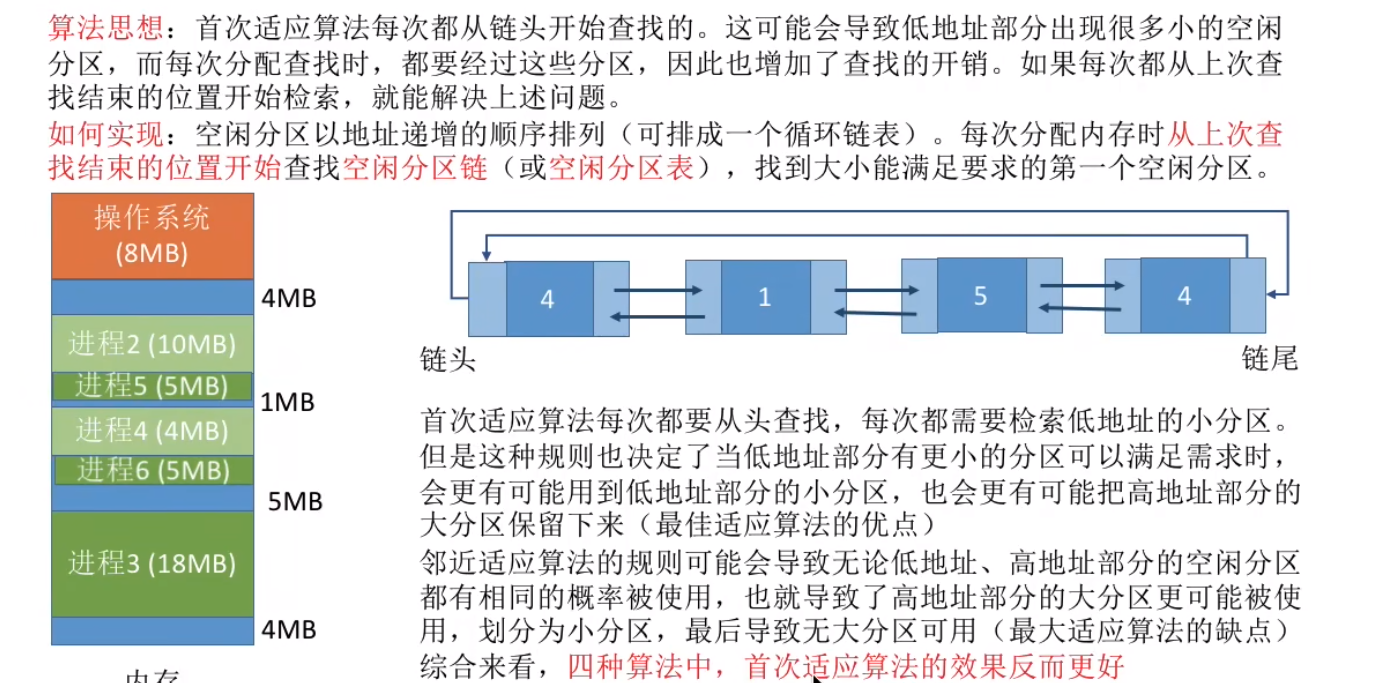 算法思想：首次适应算法每次都从链头开始查找的。这可能会导致低地址部分出现很多小的空闲
分区，而每次分配查找时，都要经过这些分区，因此也增加了查找的开销。如果每次都从上次查
找结束的位置开始检索，就能解决上述问题。
如何实现：空闲分区以地址递增的顺序排列（可排成一个循环链表）。每次分配内存时从上次查
找结束的位置开始查找空闲分区链（或空闲分区表），找到大小能满足要求的第一个空闲分区。
操作系统
(8MB)
4MB
进程2 (10MB)
进程5 (5MB)
1MB
进程4 (4MB)
进程6 (5MB)
5MB
进程3 (18MB)
4MB
内存
4
1
5
4
链头
链尾
首次适应算法每次都要从头查找，每次都需要检索低地址的小分区。
但是这种规则也决定了当低地址部分有更小的分区可以满足需求时，
会更有可能用到低地址部分的小分区，也会更有可能把高地址部分的
大分区保留下来（最佳适应算法的优点）
邻近适应算法的规则可能会导致无论低地址、高地址部分的空闲分区
都有相同的概率被使用，也就导致了高地址部分的大分区更可能被使
用，划分为小分区，最后导致无大分区可用（最大适应算法的缺点）
综合来看，四种算法中，首次适应算法的效果反而更好